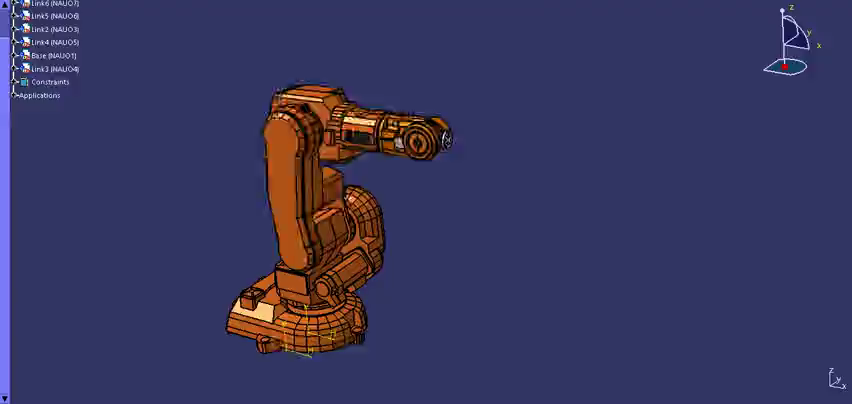 Link6 (NAUO7)
Link5 (NAUO6)
Link2 (NAUO3)
Link4 (NAUO5)
Base (NAUO1)
Link3 (NAUO4)
Constraints
Applications
z
y
x
z
y
x
H
H